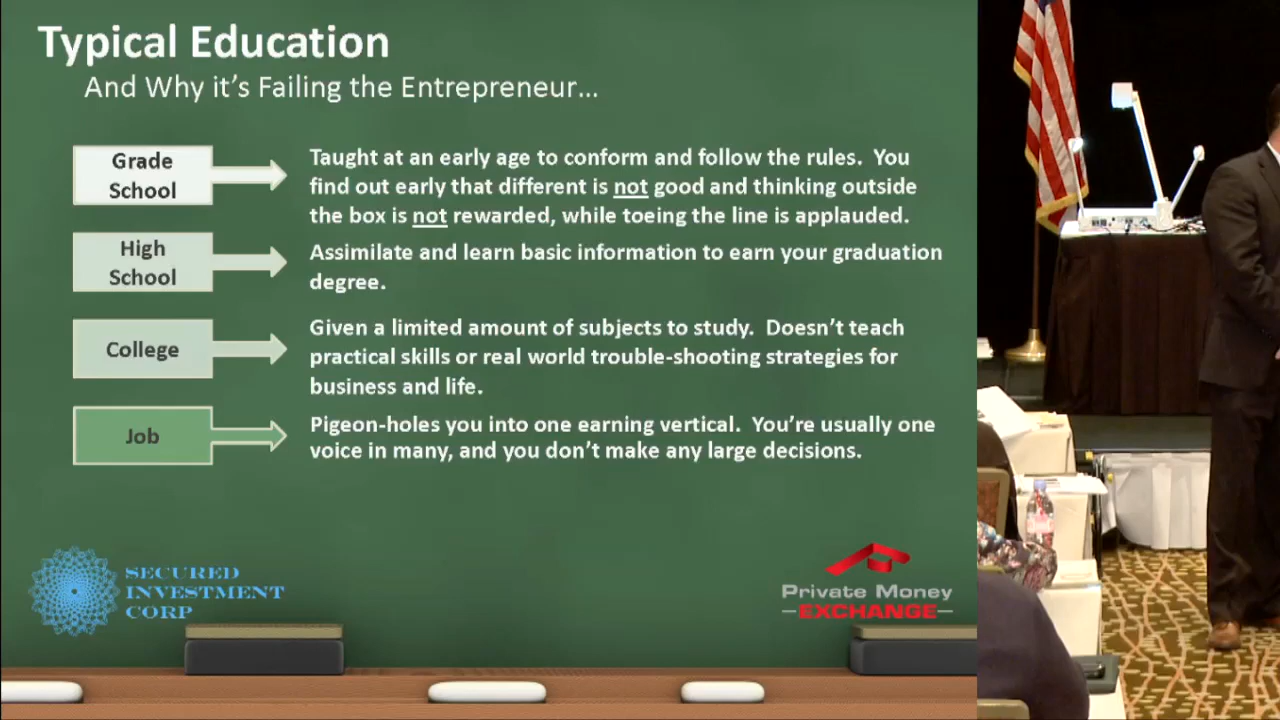 Typical Education
And Why it's Failing the Entrepreneur...
Grade
School
Taught at an early age to conform and follow the rules.  You
find out early that different is not good and thinking outside
the box is not rewarded, while toeing the line is applauded.
High
School
Assimilate and learn basic information to earn your graduation
degree.
College
Given a limited amount of subjects to study.  Doesn't teach
practical skills or real world trouble-shooting strategies for
business and life.
Job
Pigeon-holes you into one earning vertical.  You're usually one
voice in many, and you don't make any large decisions.
SECURED
INVESTMENT
CORP
Private Money
EXCHANGE